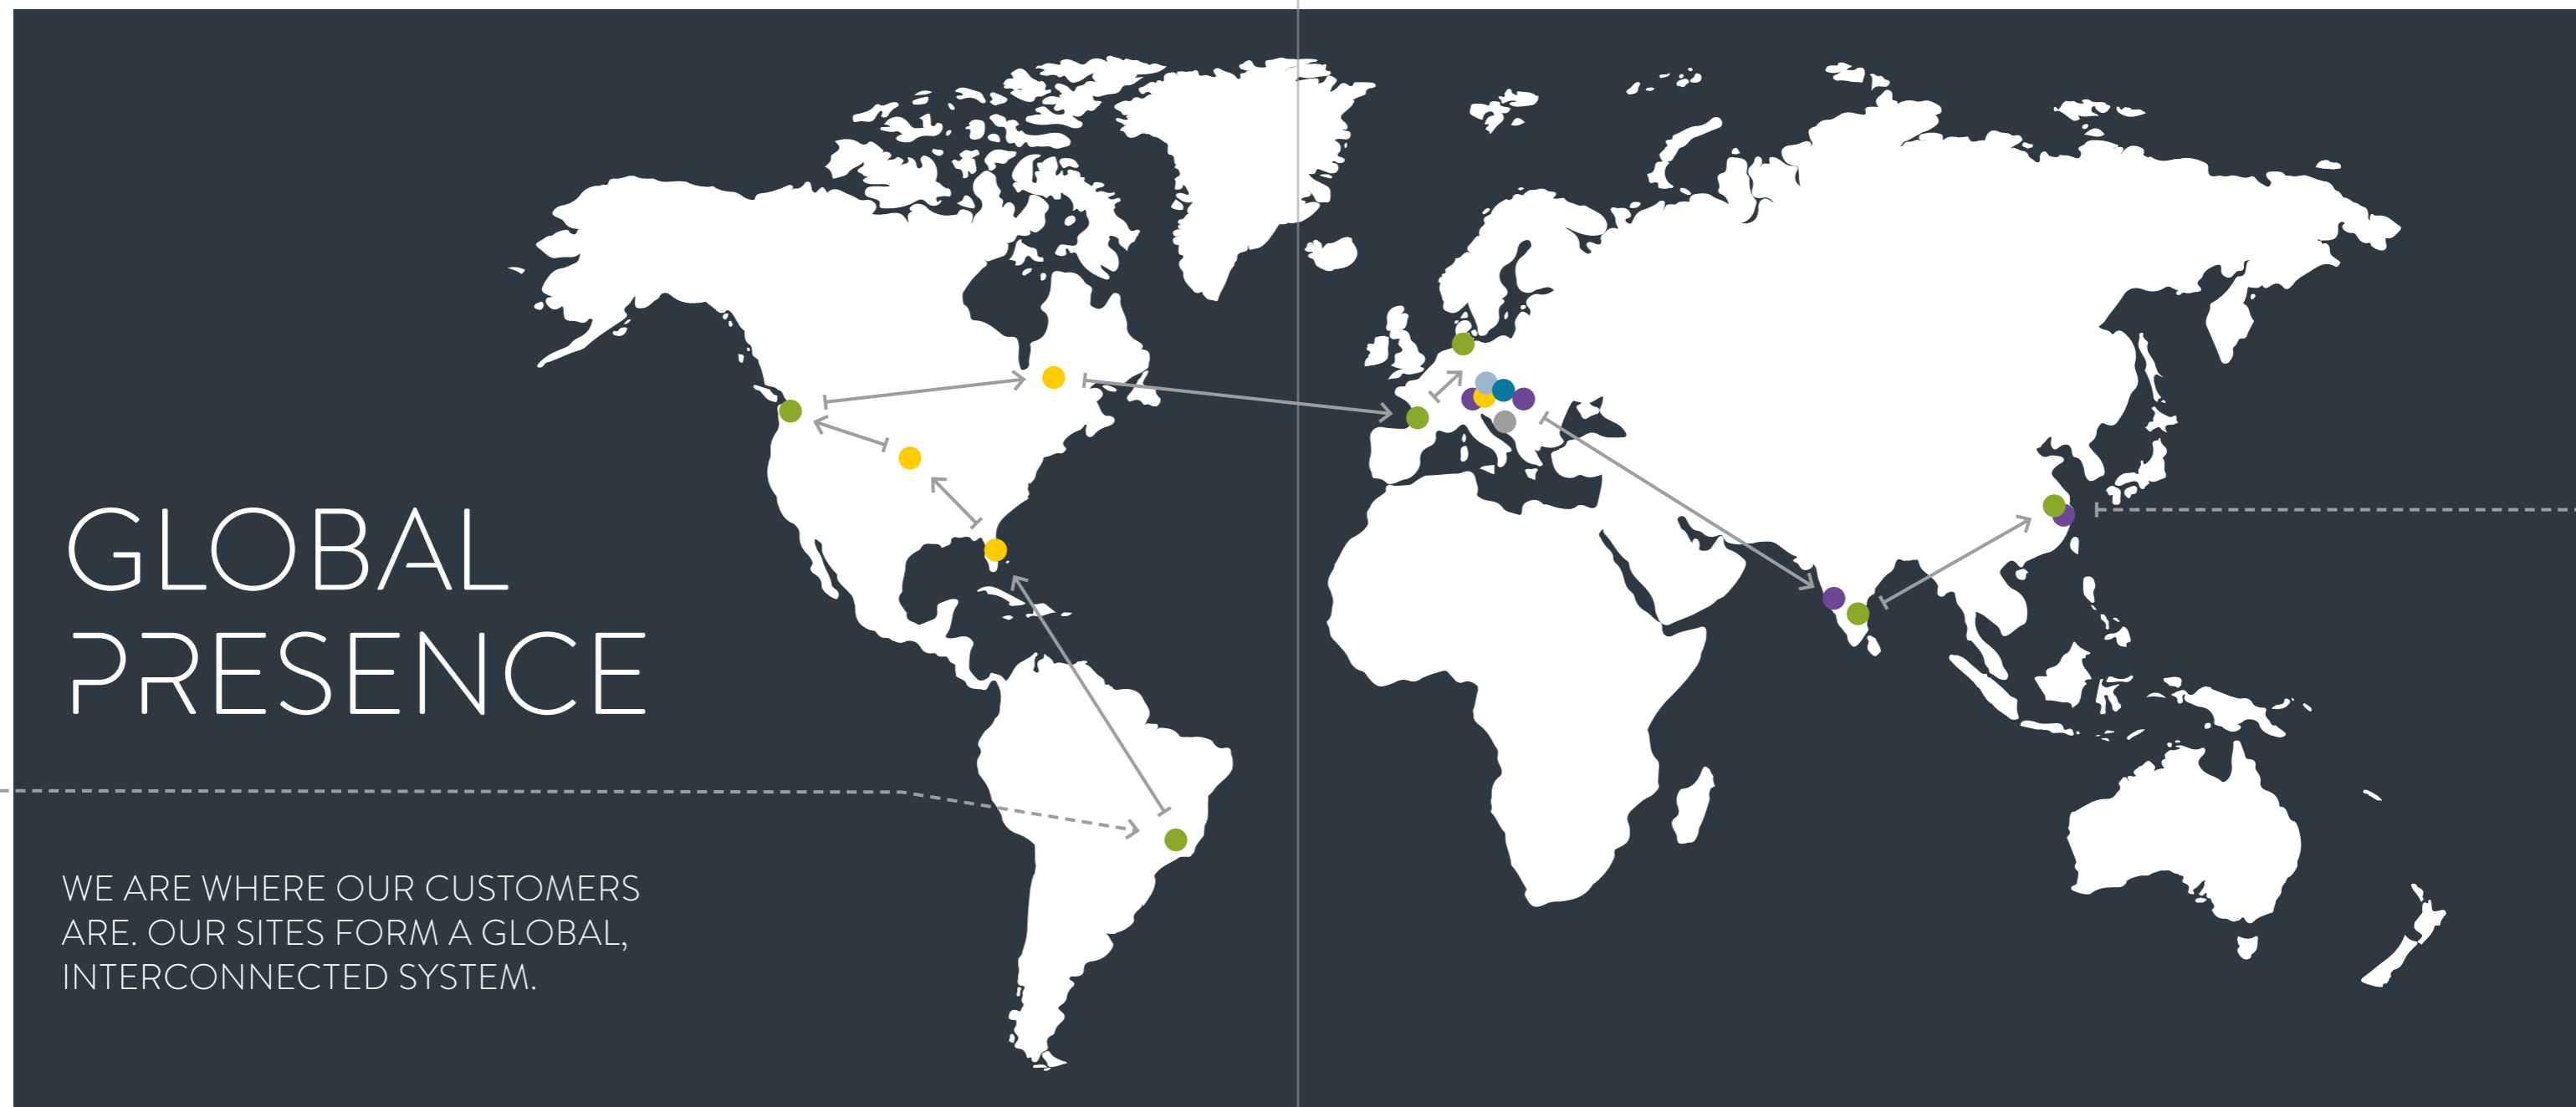 GLOBAL
PRESENCE
WE ARE WHERE OUR CUSTOMERS
ARE. OUR SITES FORM A GLOBAL,
INTERCONNECTED SYSTEM.